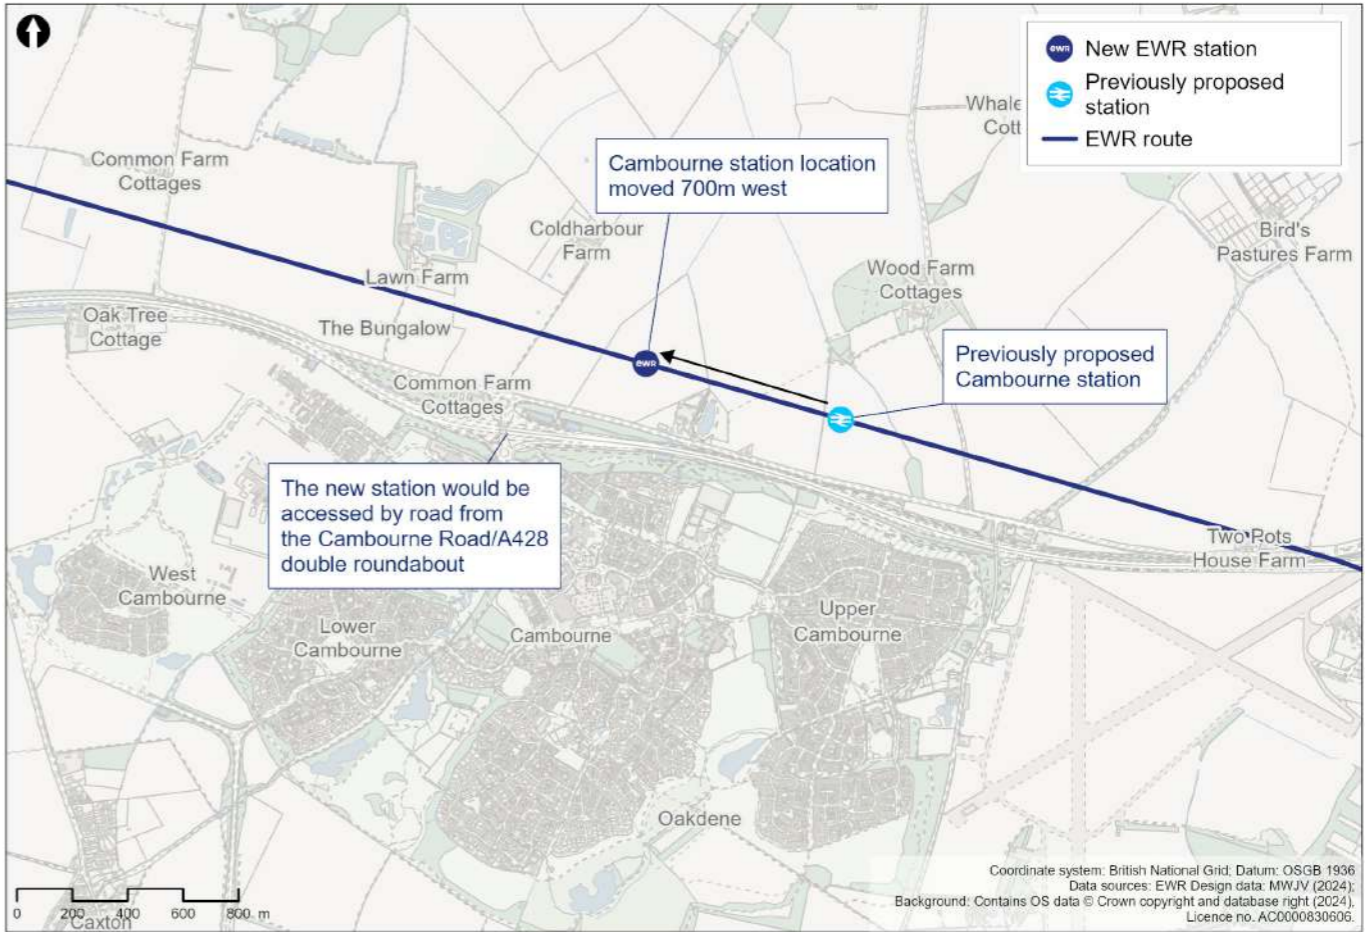 New EWR station
Previously proposed
station
EWR route
ewr
Whale
Cott
Common Farm
Cottages
Cambourne station location
moved 700m west
Coldharbour
Farm
Bird's
Pastures Farm
Lawn Farm
Wood Farm
Cottages
Oak Tree
Cottage
The Bungalow
ewr
Previously proposed
Cambourne station
Common Farm
Cottages
The new station would be
accessed by road from
the Cambourne Road/A428
double roundabout
Two Pots
House Farm
West
Cambourne
Lower
Cambourne
Cambourne
Upper
Cambourne
Oakdene
0 200 400 600 800 m
Caxton
Coordinate system: British National Grid; Datum: OSGB 1936
Data sources: EWR Design data: MWJV (2024);
Background: Contains OS data © Crown copyright and database right (2024),
Licence no. AC0000830606.